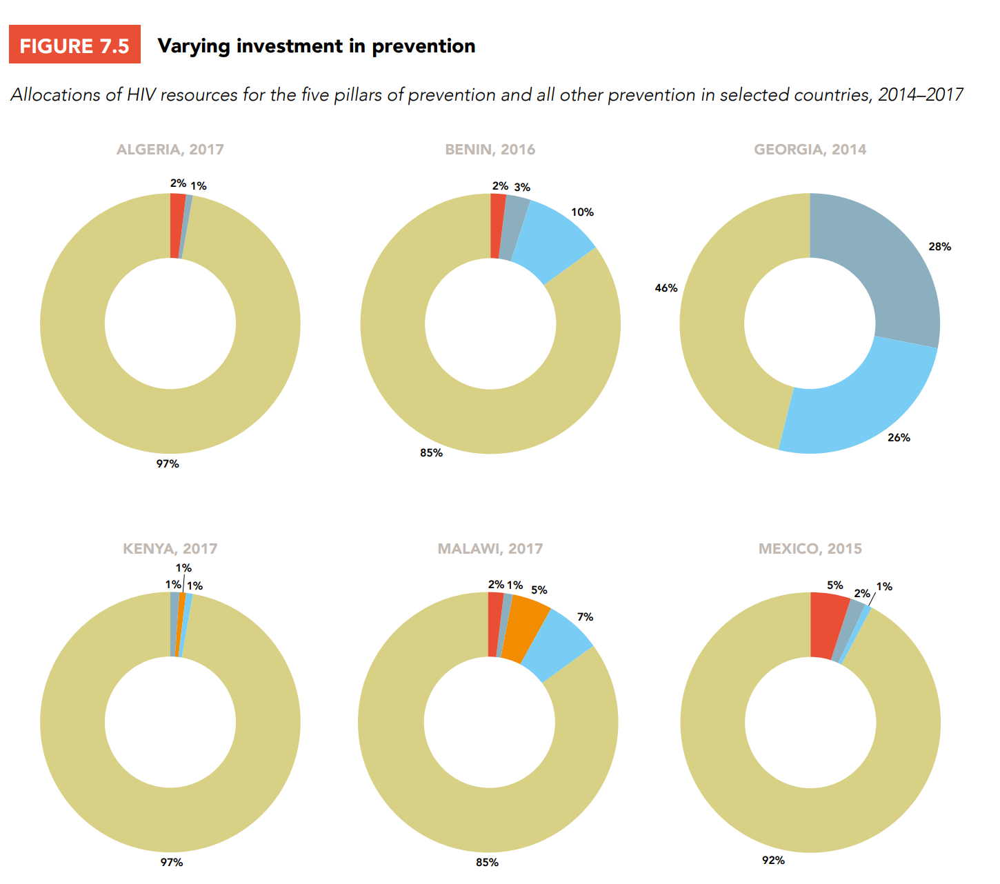 FIGURE 7.5 Varying investment in prevention
Allocations of HIV resources for the five pillars of prevention and all other prevention in selected countries, 2014–2017
ALGERIA, 2017
2% 1%
97%
BENIN, 2016
2% 3%
10%
85%
GEORGIA, 2014
28%
46%
26%
KENYA, 2017
1%
1% 1%
97%
MALAWI, 2017
2% 1% 5%
7%
85%
MEXICO, 2015
5% 2% 1%
92%